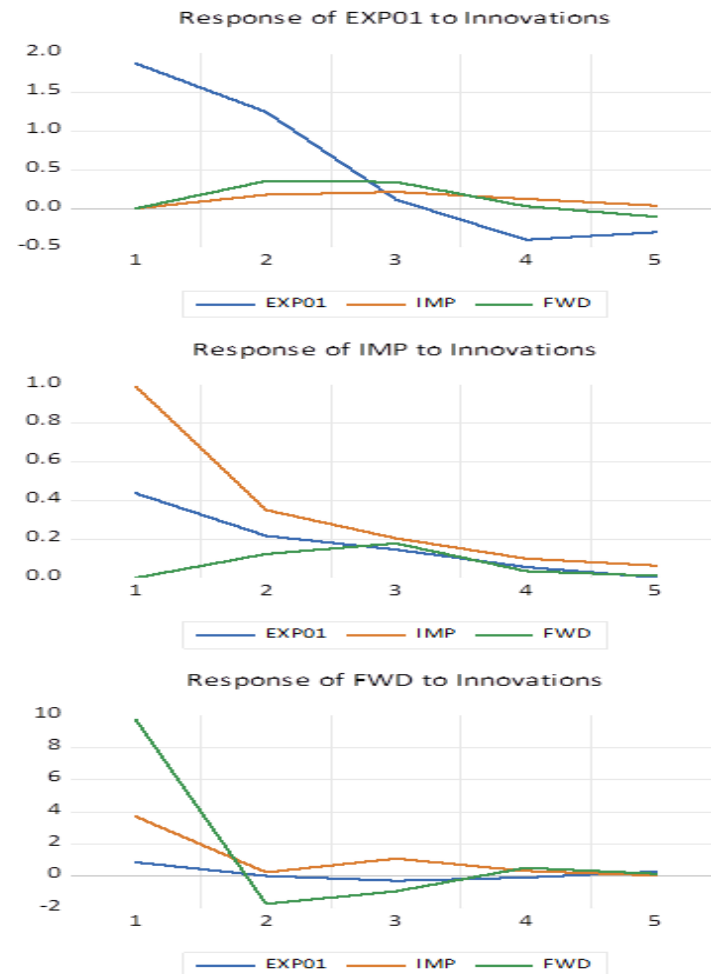 Response of EXP01 to Innovations
2.0
1.5
1.0
0.5
0.0
-0.5
1 2 3 4 5
EXP01 IMP FWD
Response of IMP to Innovations
1.0
0.8
0.6
0.4
0.2
0.0
1 2 3 4 5
EXP01 IMP FWD
Response of FWD to Innovations
10
8
6
4
2
0
-2
1 2 3 4 5
EXP01 IMP FWD